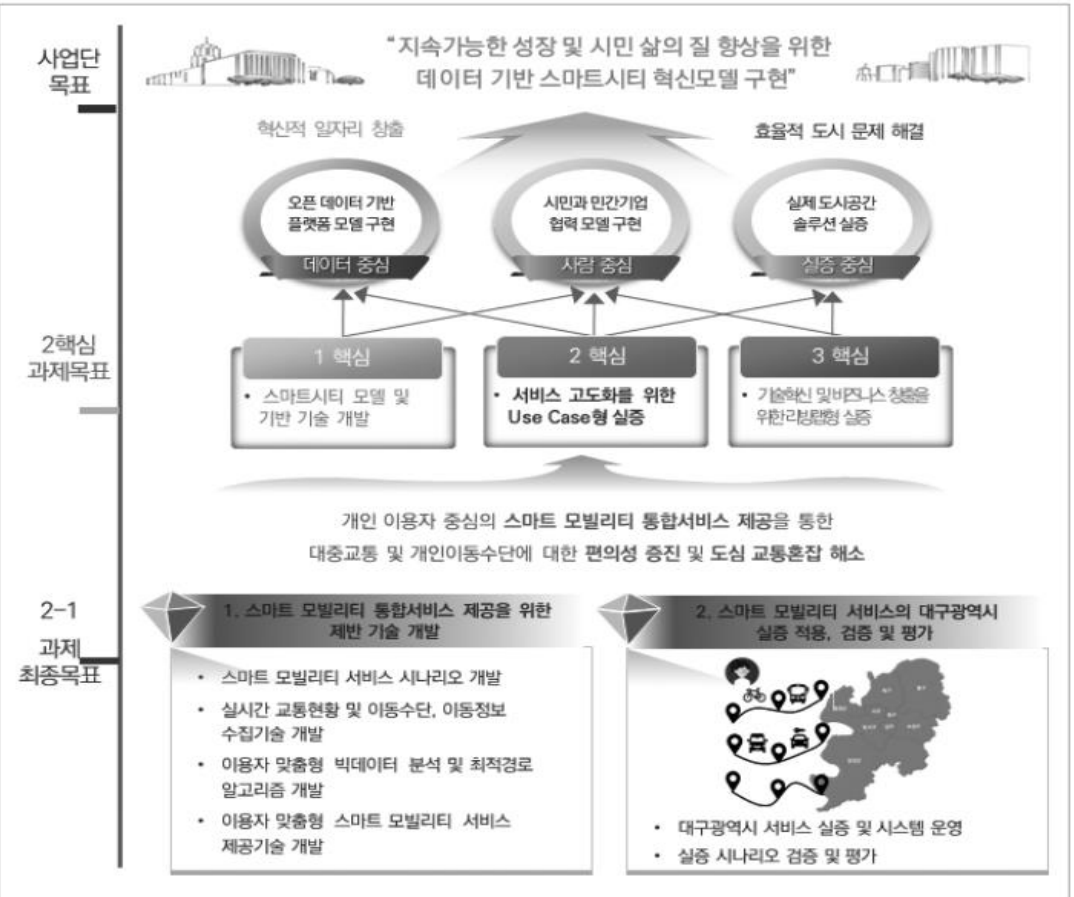 사업단
목표
“지속가능한 성장 및 시민 삶의 질 향상을 위한
데이터 기반 스마트시티 혁신모델 구현”
혁신적 일자리 창출
효율적 도시 문제 해결
오픈 데이터 기반
플랫폼 모델 구현
데이터 중심
시민과 민간기업
협력 모델 구현
사람 중심
실제 도시공간
솔루션 실증
실증 중심
2핵심
과제목표
1 핵심
• 스마트시티 모델 및
기반 기술 개발
2 핵심
• 서비스 고도화를 위한
Use Case형 실증
3 핵심
• 기술혁신 및 비즈니스 창출을
위한 리빙랩형 실증
개인 이용자 중심의 스마트 모빌리티 통합서비스 제공을 통한
대중교통 및 개인이동수단에 대한 편의성 증진 및 도심 교통혼잡 해소
2-1
과제
최종목표
1. 스마트 모빌리티 통합서비스 제공을 위한
제반 기술 개발
• 스마트 모빌리티 서비스 시나리오 개발
• 실시간 교통현황 및 이동수단, 이동정보
수집기술 개발
• 이용자 맞춤형 빅데이터 분석 및 최적경로
알고리즘 개발
• 이용자 맞춤형 스마트 모빌리티 서비스
제공기술 개발
2. 스마트 모빌리티 서비스의 대구광역시
실증 적용, 검증 및 평가
• 대구광역시 서비스 실증 및 시스템 운영
• 실증 시나리오 검증 및 평가